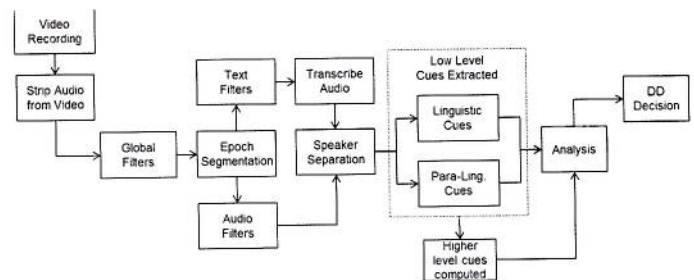 Video
Recording
Strip Audio
from Video
Global
Filters
Text
Filters
Epoch
Segmentation
Audio
Filters
Transcribe
Audio
Speaker
Separation
Low Level
Cues Extracted
Linguistic
Cues
Para-Ling.
Cues
Higher
level cues
computed
Analysis
DD
Decision